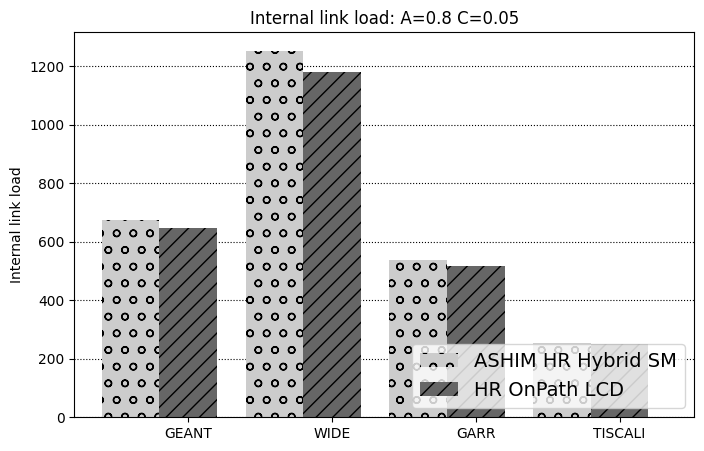 Internal link load: A=0.8 C=0.05
Internal link load
1200
1000
800
600
400
200
0
ASHIM HR Hybrid SM
HR OnPath LCD
GEANT
WIDE
GARR
TISCALI